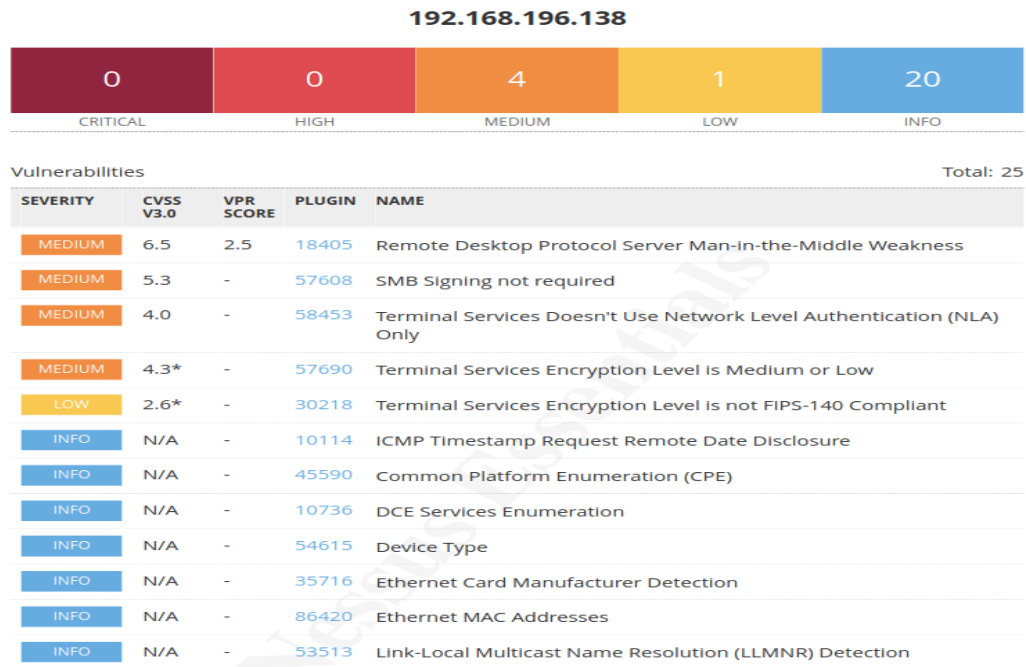 192.168.196.138
0 0 4 1 20
CRITICAL HIGH MEDIUM LOW INFO
Vulnerabilities Total: 25
SEVERITY CVSS V3.0 VPR SCORE PLUGIN NAME
MEDIUM 6.5 2.5 18405 Remote Desktop Protocol Server Man-in-the-Middle Weakness
MEDIUM 5.3 - 57608 SMB Signing not required
MEDIUM 4.0 - 58453 Terminal Services Doesn't Use Network Level Authentication (NLA)
Only
MEDIUM 4.3* - 57690 Terminal Services Encryption Level is Medium or Low
LOW 2.6* - 30218 Terminal Services Encryption Level is not FIPS-140 Compliant
INFO N/A - 10114 ICMP Timestamp Request Remote Date Disclosure
INFO N/A - 45590 Common Platform Enumeration (CPE)
INFO N/A - 10736 DCE Services Enumeration
INFO N/A - 54615 Device Type
INFO N/A - 35716 Ethernet Card Manufacturer Detection
INFO N/A - 86420 Ethernet MAC Addresses
INFO N/A - 53513 Link-Local Multicast Name Resolution (LLMNR) Detection
Nessus Essentials